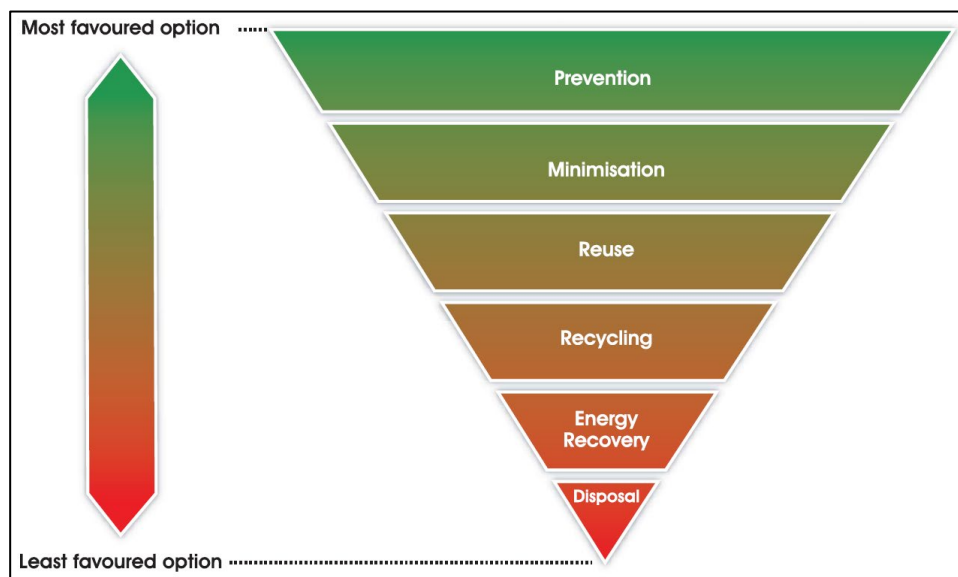 Most favoured option
Prevention
Minimisation
Reuse
Recycling
Energy
Recovery
Disposal
Least favoured option